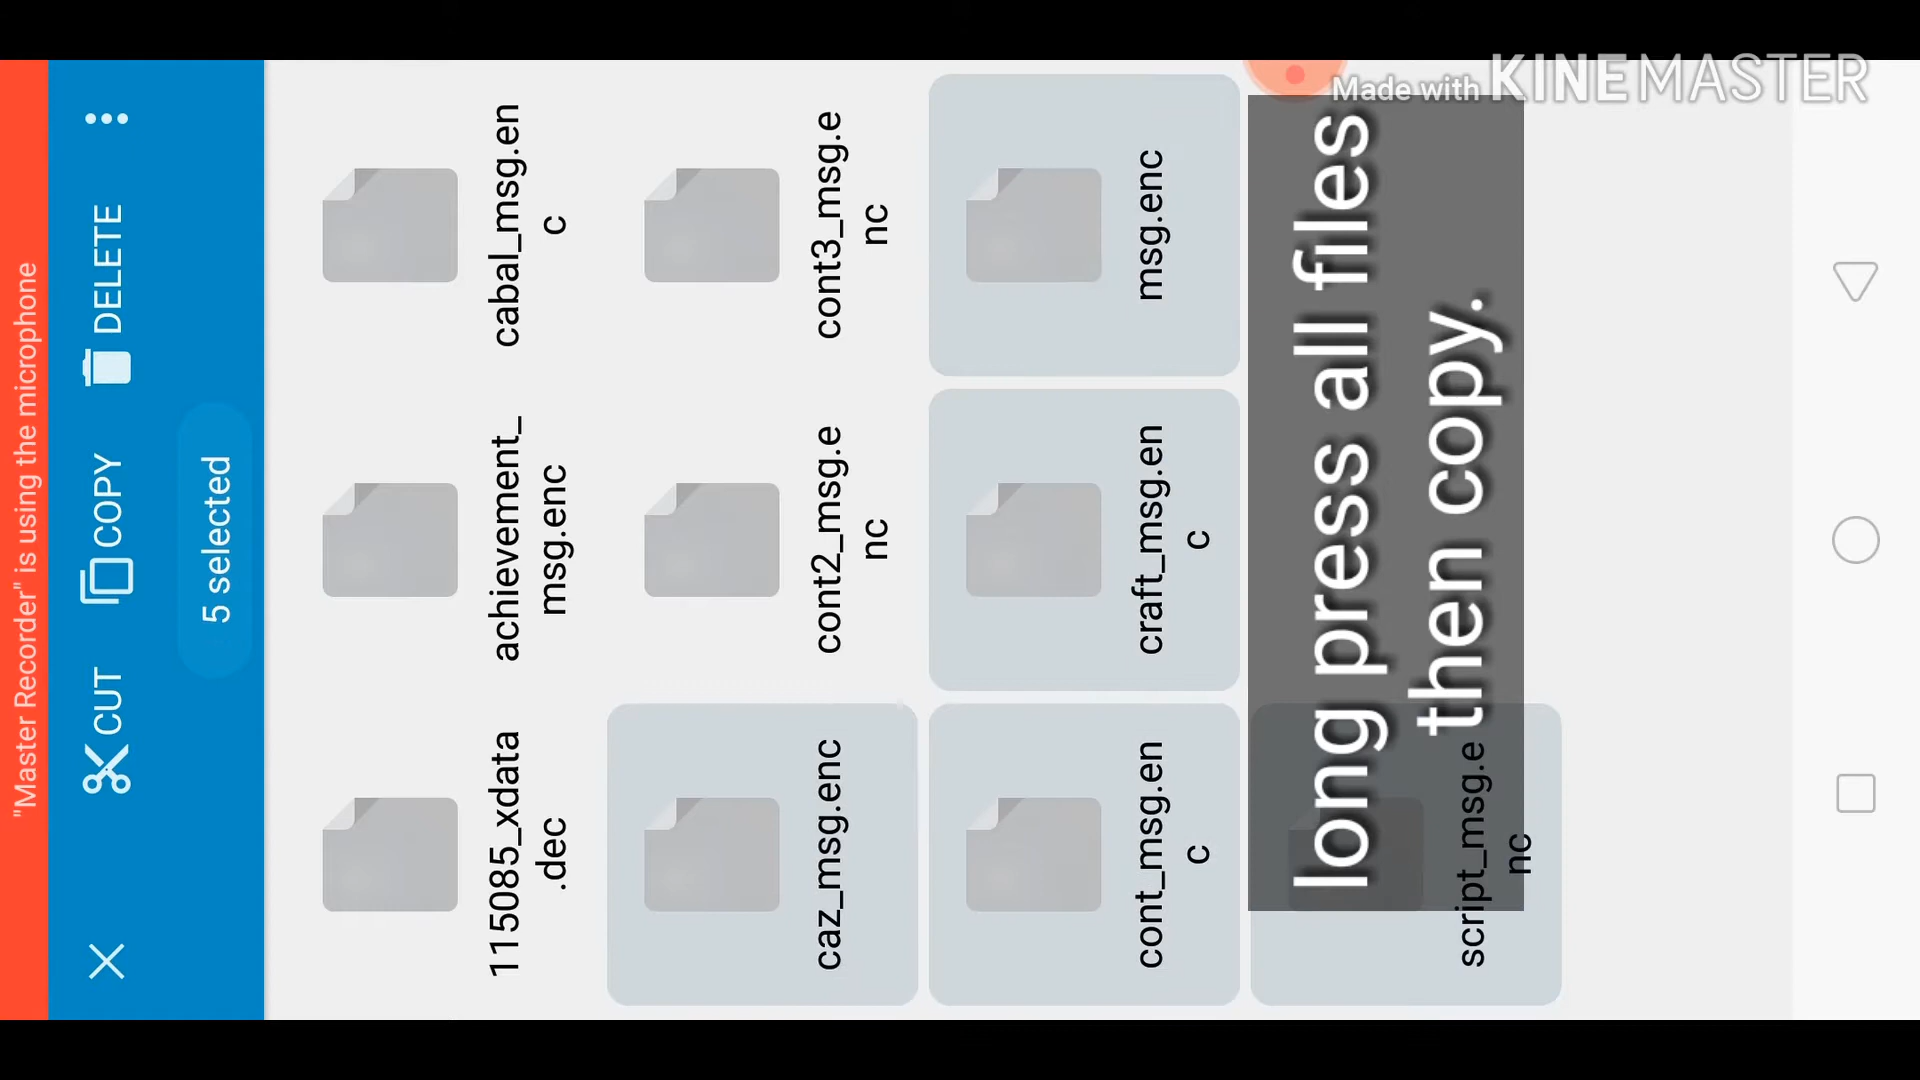 Made with KINEMASTER
"Master Recorder" is using the microphone
CUT
COPY
DELETE
5 selected
115085_xdata
.dec
achievement_
msg.enc
cabal_msg.en
c
caz_msg.enc
cont2_msg.e
nc
cont3_msg.e
nc
cont_msg.en
c
craft_msg.en
c
msg.enc
script_msg.e
nc
long press all files
then copy.